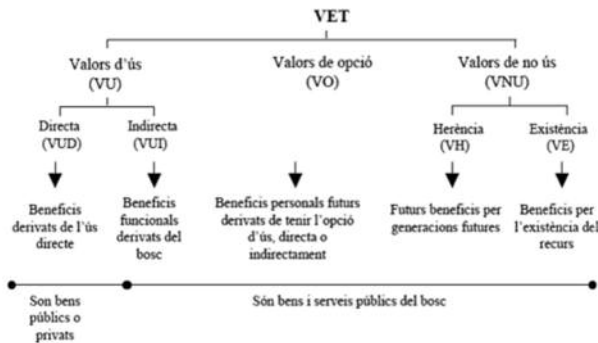 VET
Valors d'ús
(VU)
Valors de opció
(VO)
Valors de no ús
(VNU)
Directa
(VUD)
Indirecta
(VUI)
Herència
(VH)
Existència
(VE)
Beneficis
derivats de l'ús
directe
Beneficis
funcionals
derivats del
bosc
Beneficis personals futurs
derivats de tenir l'opció
d'ús, directa o
indirectament
Futurs beneficis per
generacions futures
Beneficis per
l'existència del
recurs
Son bens
públics o
privats
Són bens i serveis públics del bosc